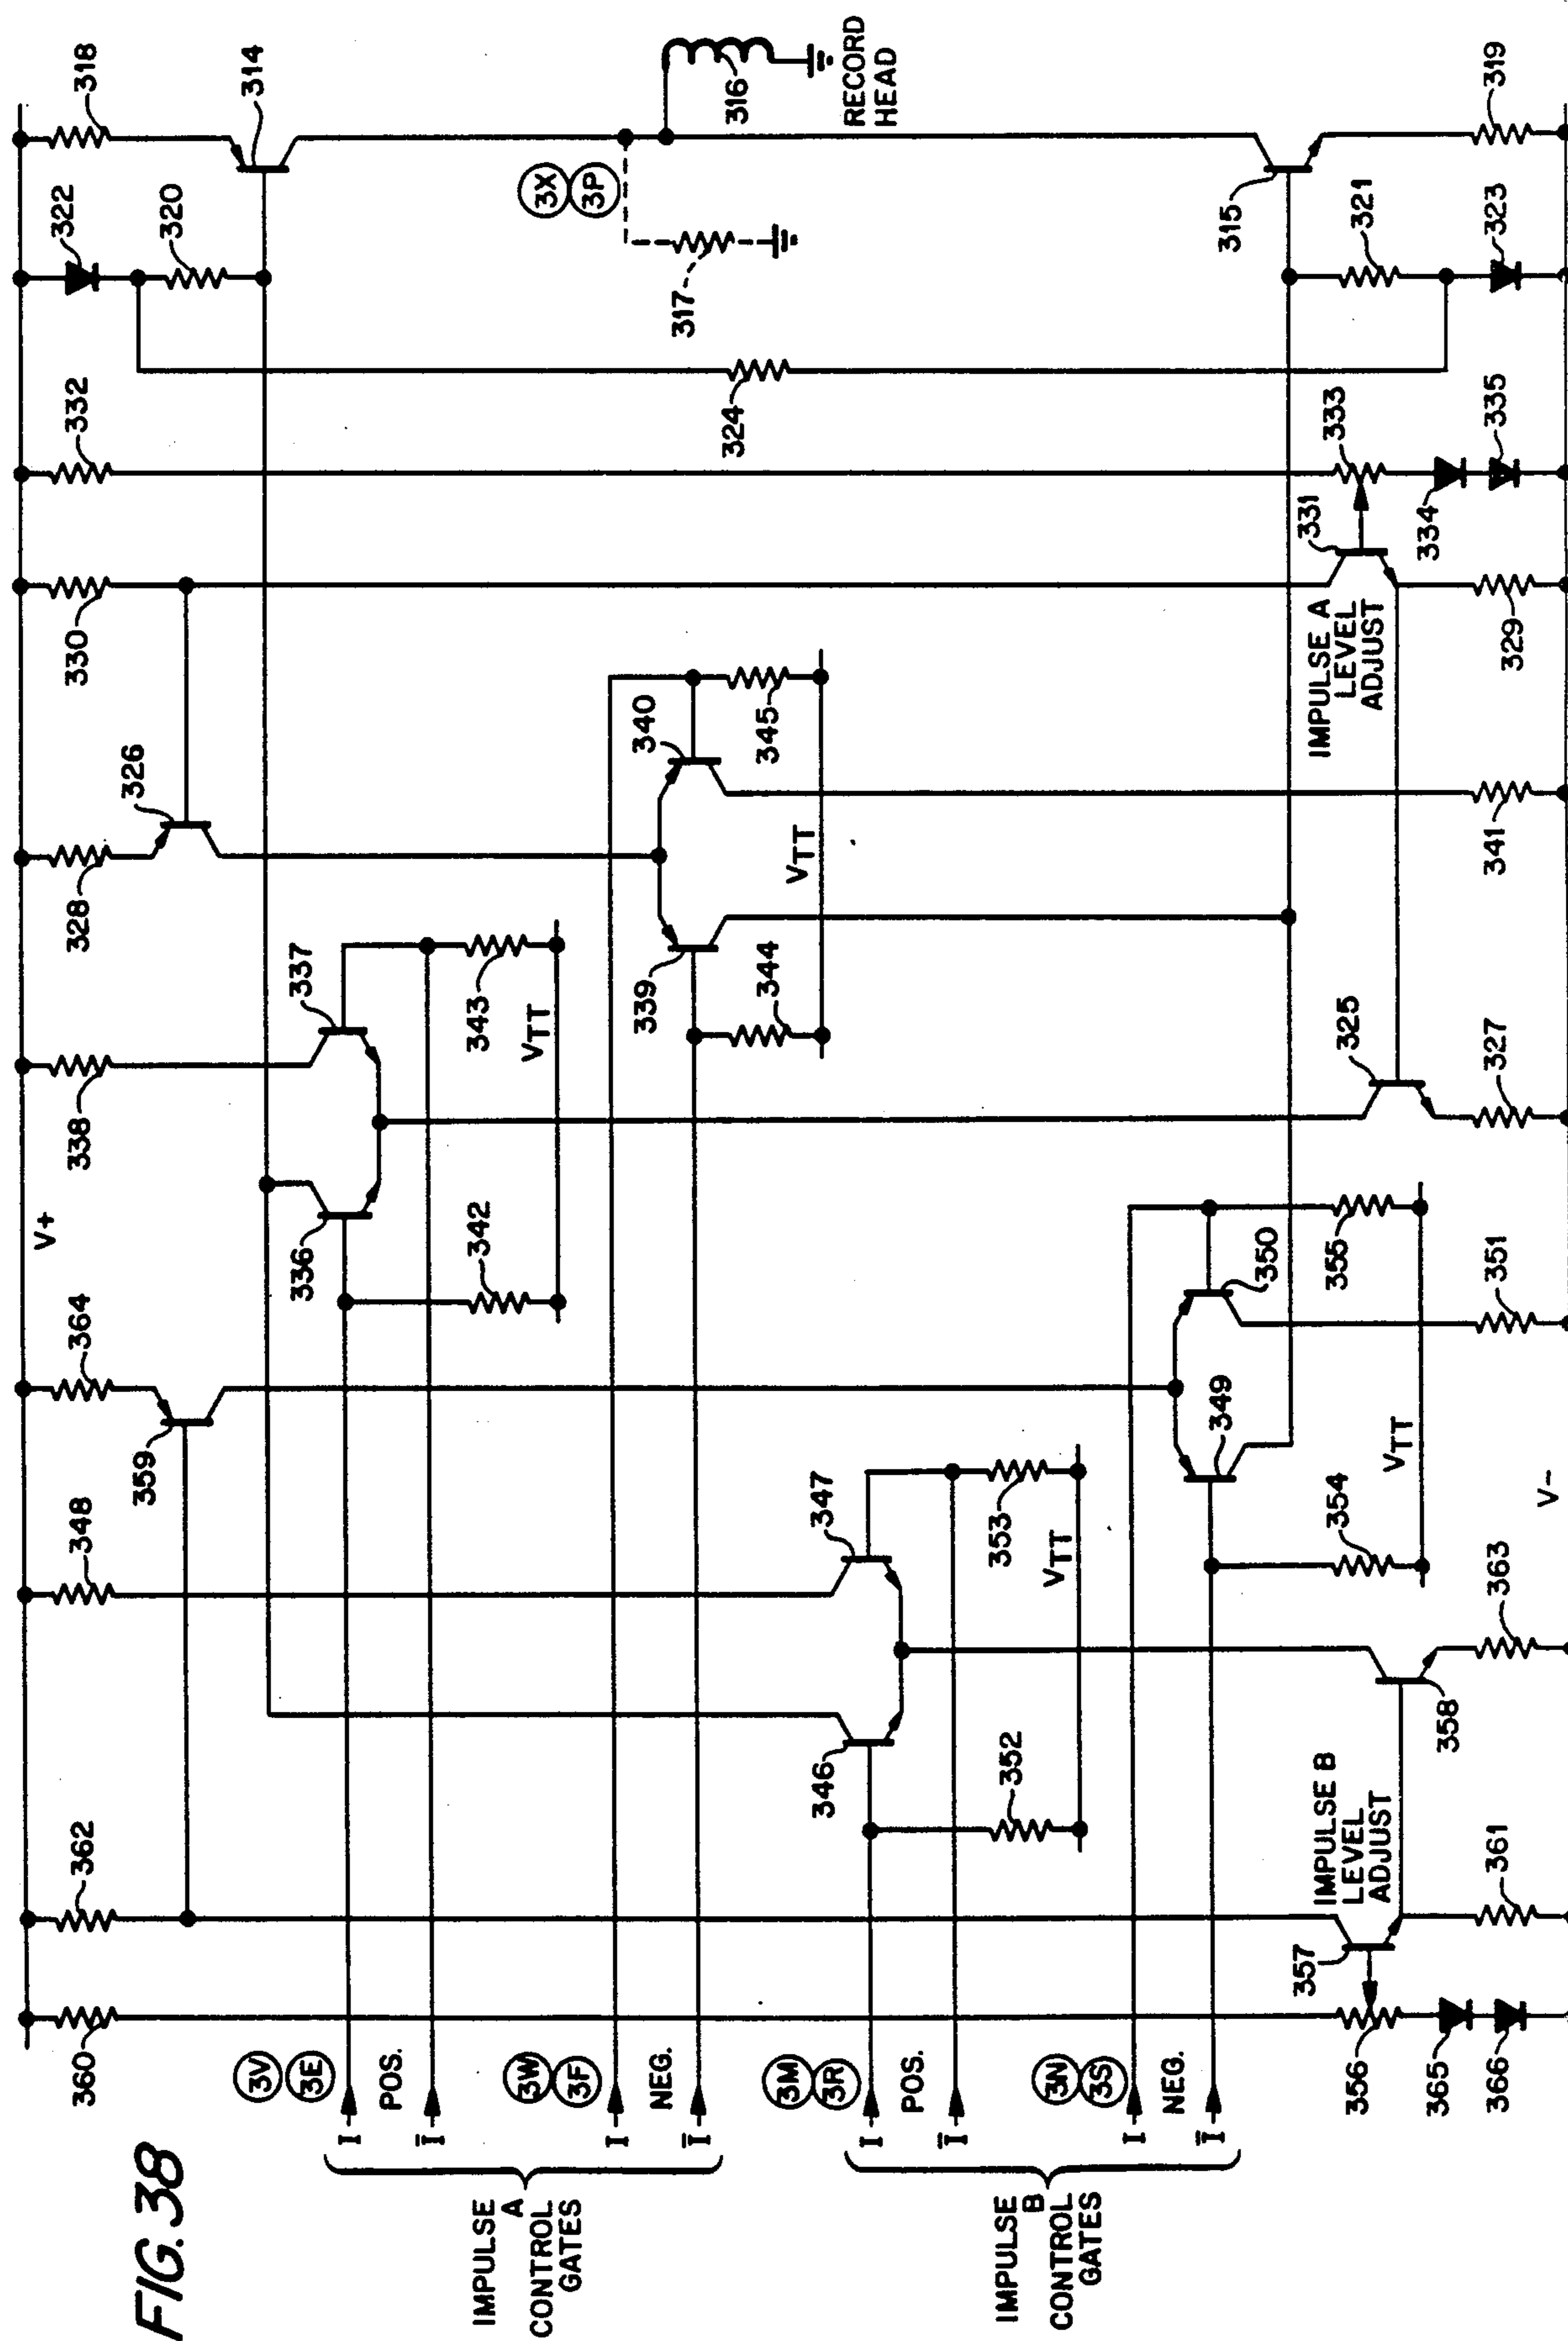 FIG. 38
V+
360
362
348
364
338
328
330
332
322
318
320
314
359
326
336
337
342
343
VTT
3V
3E
I
POS.
I̅
3W
3F
I
NEG.
I̅
IMPULSE
A
CONTROL
GATES
339
340
344
345
VTT
3X
3P
317
316
RECORD
HEAD
324
3M
3R
I
POS.
I̅
3N
3S
I
NEG.
I̅
IMPULSE
B
CONTROL
GATES
346
347
352
353
VTT
349
350
354
355
VTT
315
321
323
319
IMPULSE A
LEVEL
ADJUST
331
333
334
335
325
327
341
329
351
IMPULSE B
LEVEL
ADJUST
357
356
365
366
361
358
363
V-